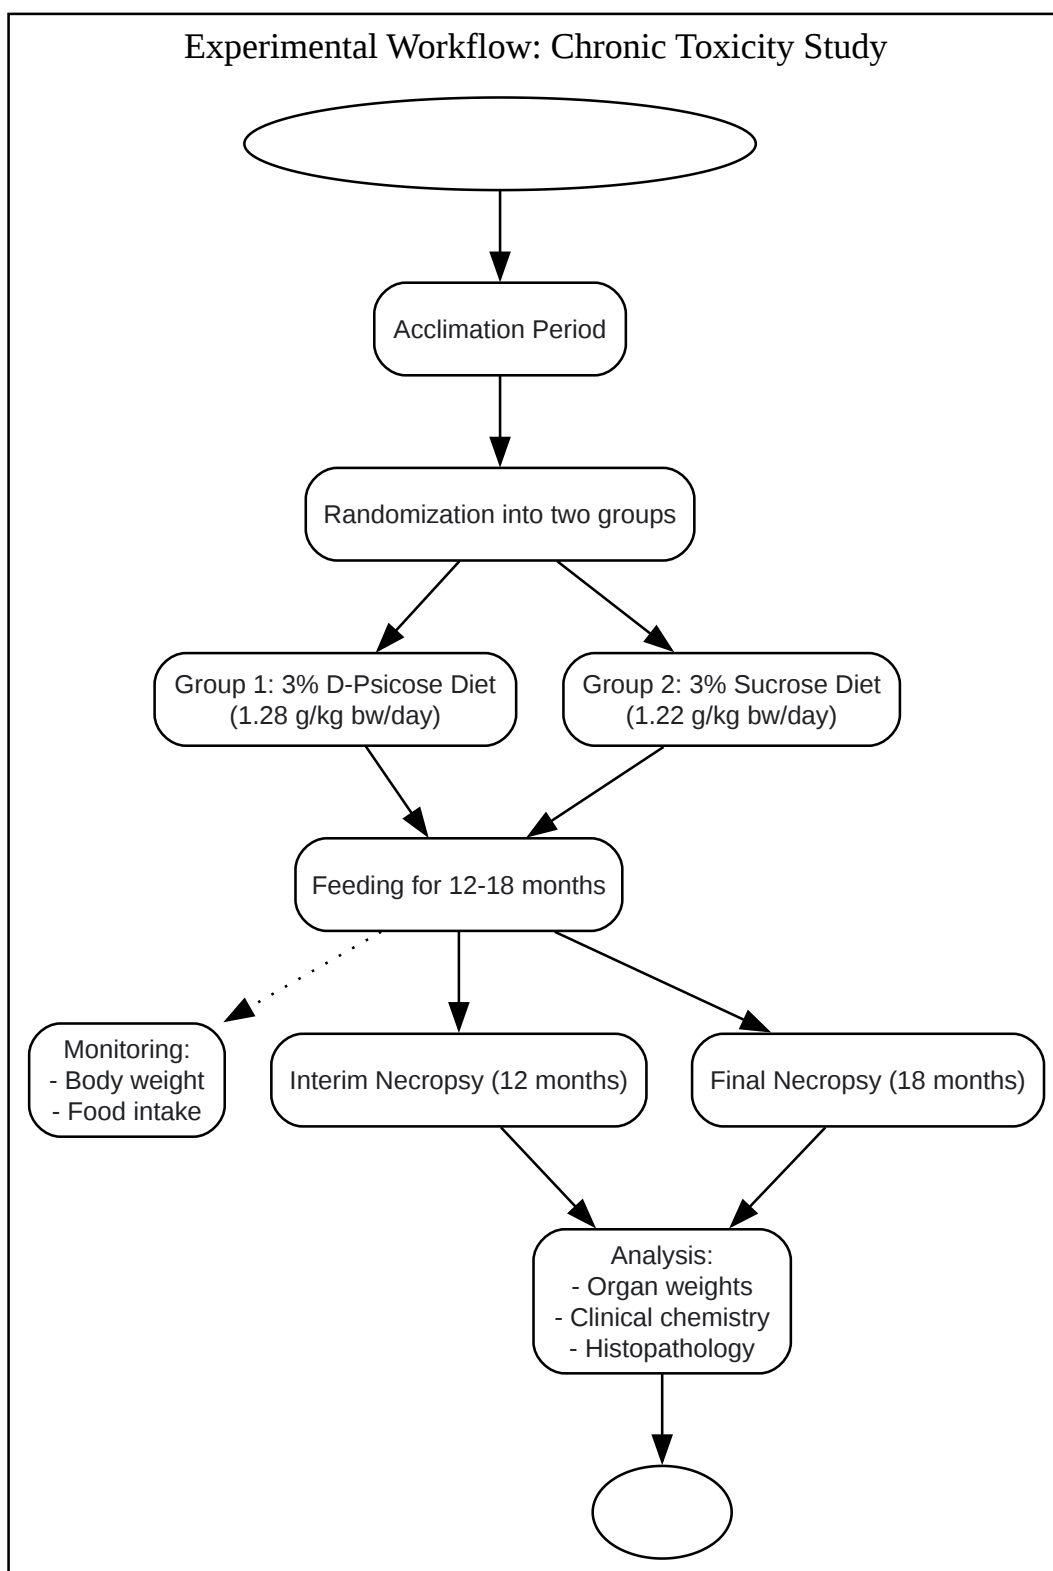 Experimental Workflow: Chronic Toxicity Study
Acclimation Period
Randomization into two groups
Group 1: 3% D-Psicose Diet
(1.28 g/kg bw/day)
Group 2: 3% Sucrose Diet
(1.22 g/kg bw/day)
Feeding for 12-18 months
Monitoring:
- Body weight
- Food intake
Interim Necropsy (12 months)
Final Necropsy (18 months)
Analysis:
- Organ weights
- Clinical chemistry
- Histopathology